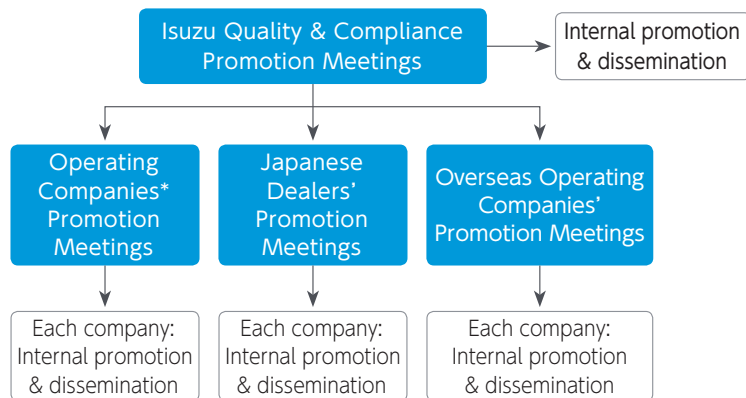 Isuzu Quality & Compliance
Promotion Meetings
Internal promotion
& dissemination
Operating
Companies*
Promotion
Meetings
Japanese
Dealers’
Promotion
Meetings
Overseas Operating
Companies’
Promotion Meetings
Each company:
Internal promotion
& dissemination
Each company:
Internal promotion
& dissemination
Each company:
Internal promotion
& dissemination